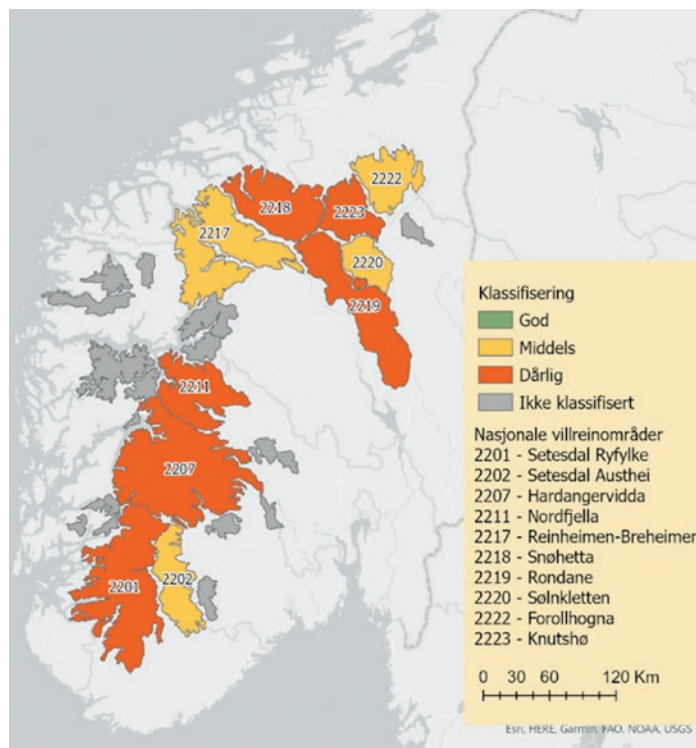 2222
2218
2223
2217
2220
2219
2211
2207
2202
2201
Klassifisering
God
Middels
Dårlig
Ikke klassifisert
Nasjonale villreinområder
2201 - Setesdal Ryfylke
2202 - Setesdal Austhei
2207 - Hardangervidda
2211 - Nordfjella
2217 - Reinheimen-Breheimen
2218 - Snøhetta
2219 - Rondane
2220 - Sølnkletten
2222 - Forollhogna
2223 - Knutshø
0 30 60 120 Km
Esri, HERE, Garmin, FAO, NOAA, USGS